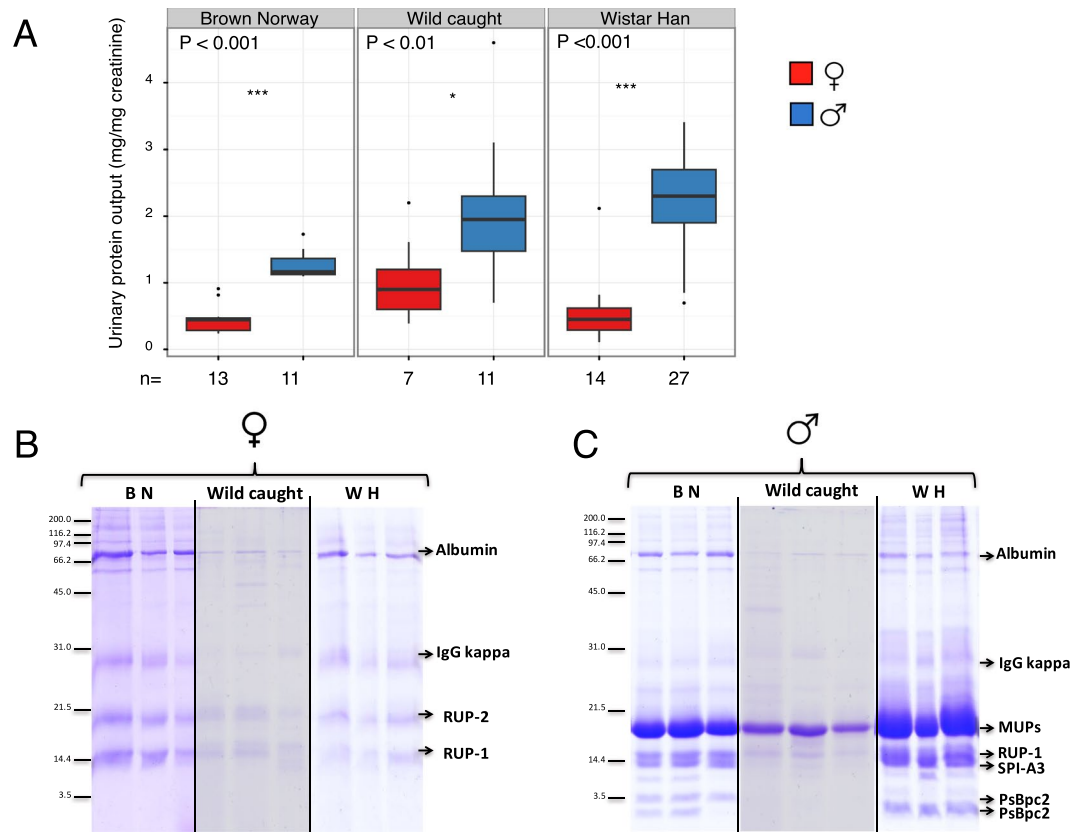 A
Brown Norway
Wild caught
Wistar Han
P < 0.001
P < 0.01
P <0.001
***
*
***
♀
♂
Urinary protein output (mg/mg creatinine)
4
3
2
1
0
n=
13
11
7
11
14
27
B
♀
B N
Wild caught
W H
200.0
116.2
97.4
66.2
45.0
31.0
21.5
14.4
3.5
Albumin
IgG kappa
RUP-2
RUP-1
C
♂
B N
Wild caught
W H
200.0
116.2
97.4
66.2
45.0
31.0
21.5
14.4
3.5
Albumin
IgG kappa
MUPs
RUP-1
SPI-A3
PsBpc2
PsBpc2